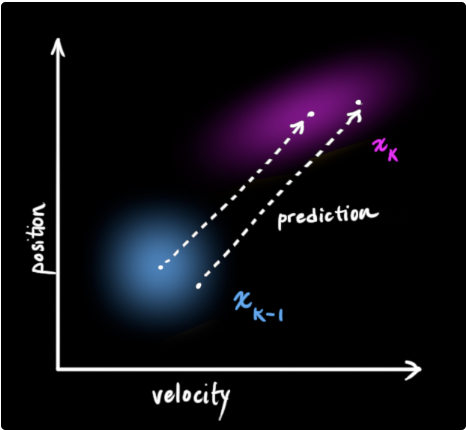 position
x_k
prediction
x_k-1
velocity